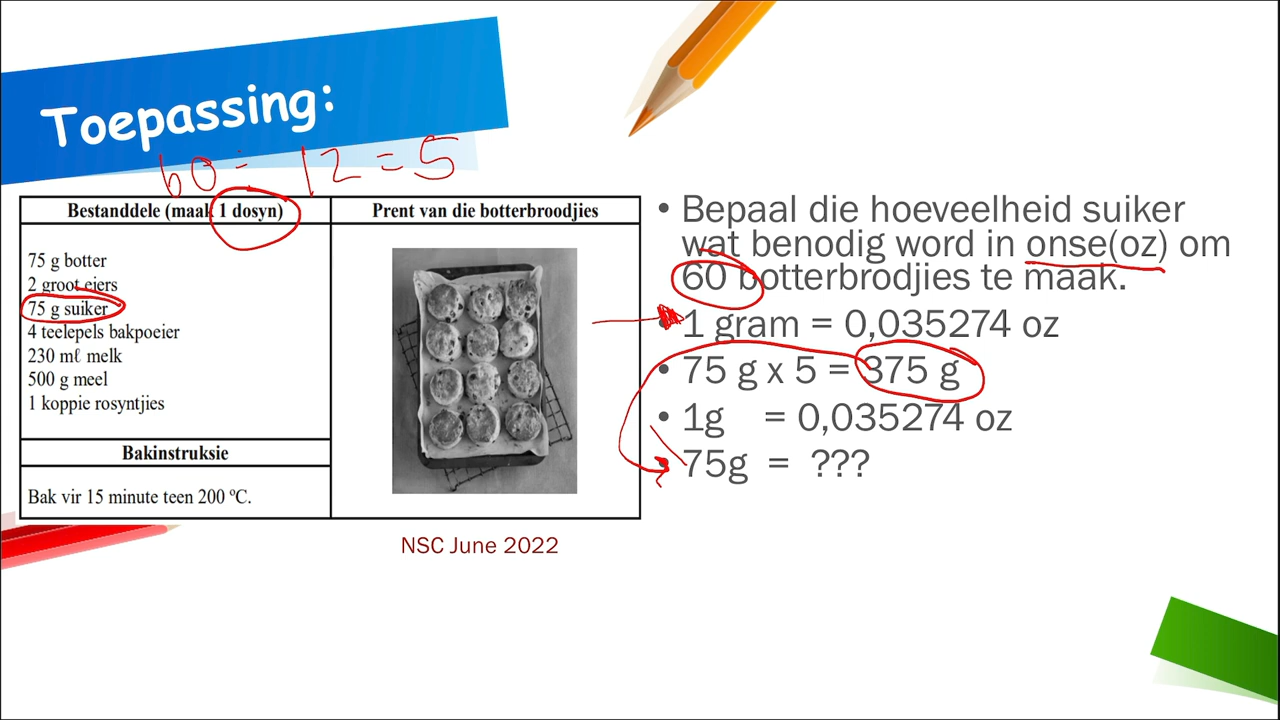 Toepassing:
60 ÷ 12 = 5
Bestanddele (maak 1 dosyn)
75 g botter
2 groot eiers
75 g suiker
4 teelepels bakpoeier
230 mℓ melk
500 g meel
1 koppie rosyntjies
Bakinstruksie
Bak vir 15 minute teen 200 ºC.
Prent van die botterbroodjies
NSC June 2022
• Bepaal die hoeveelheid suiker
wat benodig word in onse(oz) om
60 botterbrodjies te maak.
• 1 gram = 0,035274 oz
• 75 g x 5 = 375 g
• 1g = 0,035274 oz
• 75g = ???